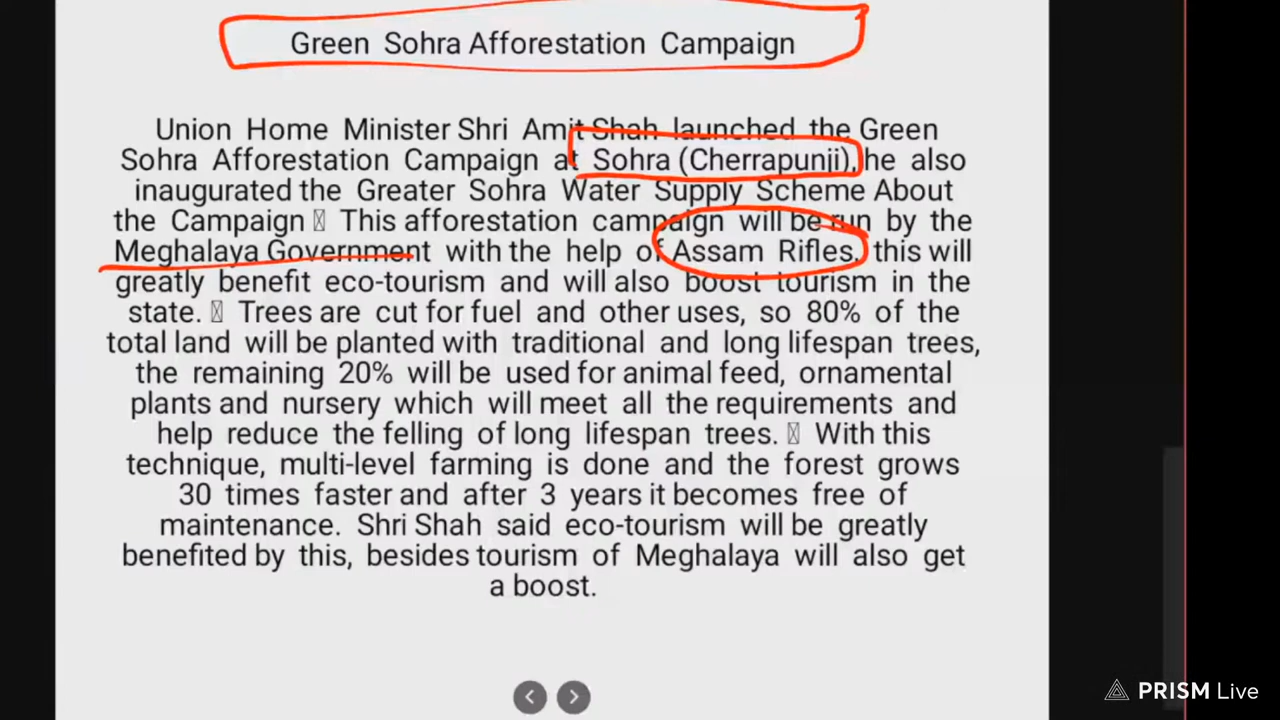 Green Sohra Afforestation Campaign
Union Home Minister Shri Amit Shah launched the Green
Sohra Afforestation Campaign at Sohra (Cherrapunji), he also
inaugurated the Greater Sohra Water Supply Scheme About
the Campaign  This afforestation campaign will be run by the
Meghalaya Government with the help of Assam Rifles, this will
greatly benefit eco-tourism and will also boost tourism in the
state.  Trees are cut for fuel and other uses, so 80% of the
total land will be planted with traditional and long lifespan trees,
the remaining 20% will be used for animal feed, ornamental
plants and nursery which will meet all the requirements and
help reduce the felling of long lifespan trees.  With this
technique, multi-level farming is done and the forest grows
30 times faster and after 3 years it becomes free of
maintenance. Shri Shah said eco-tourism will be greatly
benefited by this, besides tourism of Meghalaya will also get
a boost.
PRISM Live